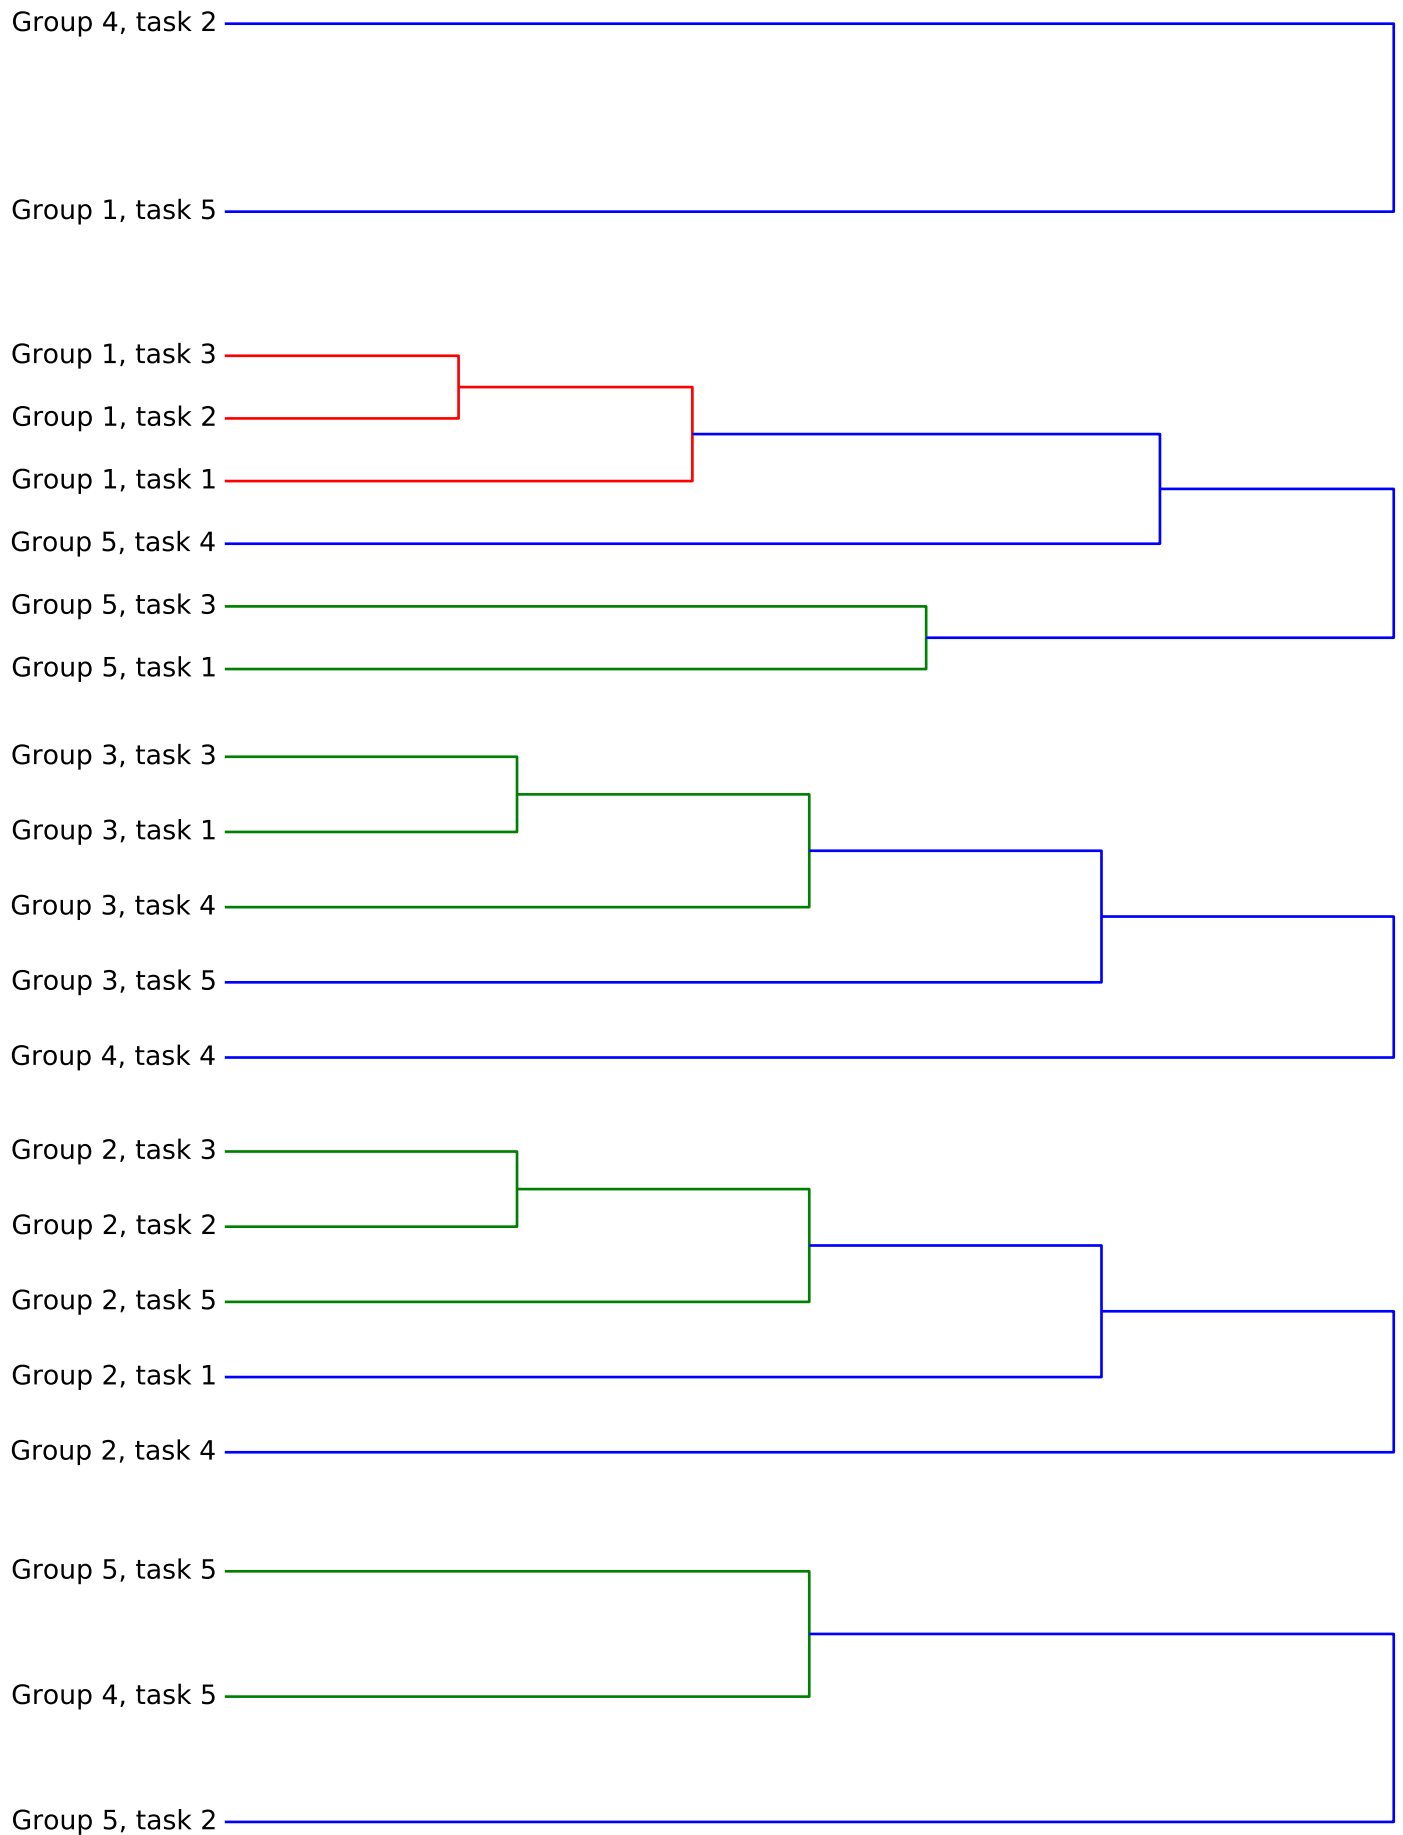 Group 4, task 2
Group 1, task 5
Group 1, task 3
Group 1, task 2
Group 1, task 1
Group 5, task 4
Group 5, task 3
Group 5, task 1
Group 3, task 3
Group 3, task 1
Group 3, task 4
Group 3, task 5
Group 4, task 4
Group 2, task 3
Group 2, task 2
Group 2, task 5
Group 2, task 1
Group 2, task 4
Group 5, task 5
Group 4, task 5
Group 5, task 2